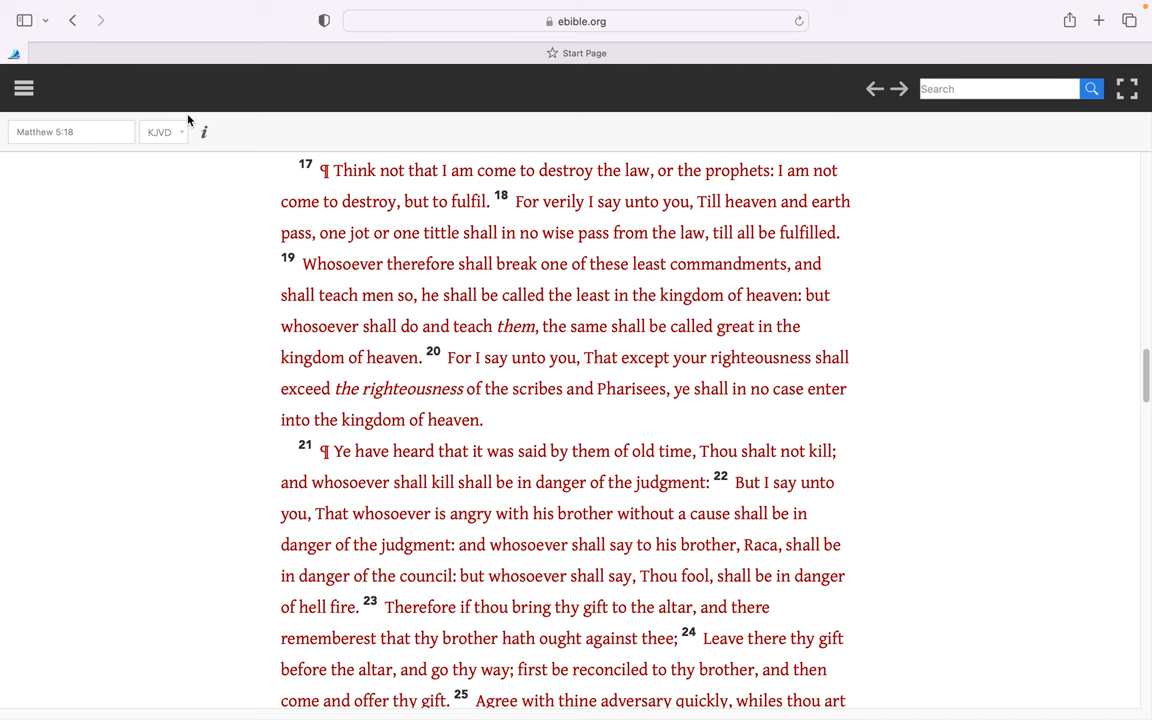 ebible.org
Start Page
Search
Matthew 5:18
KJVD
i
17 ¶ Think not that I am come to destroy the law, or the prophets: I am not
come to destroy, but to fulfil. 18 For verily I say unto you, Till heaven and earth
pass, one jot or one tittle shall in no wise pass from the law, till all be fulfilled.
19 Whosoever therefore shall break one of these least commandments, and
shall teach men so, he shall be called the least in the kingdom of heaven: but
whosoever shall do and teach them, the same shall be called great in the
kingdom of heaven. 20 For I say unto you, That except your righteousness shall
exceed the righteousness of the scribes and Pharisees, ye shall in no case enter
into the kingdom of heaven.
21 ¶ Ye have heard that it was said by them of old time, Thou shalt not kill;
and whosoever shall kill shall be in danger of the judgment: 22 But I say unto
you, That whosoever is angry with his brother without a cause shall be in
danger of the judgment: and whosoever shall say to his brother, Raca, shall be
in danger of the council: but whosoever shall say, Thou fool, shall be in danger
of hell fire. 23 Therefore if thou bring thy gift to the altar, and there
rememberest that thy brother hath ought against thee; 24 Leave there thy gift
before the altar, and go thy way; first be reconciled to thy brother, and then
come and offer thy gift. 25 Agree with thine adversary quickly, whiles thou art